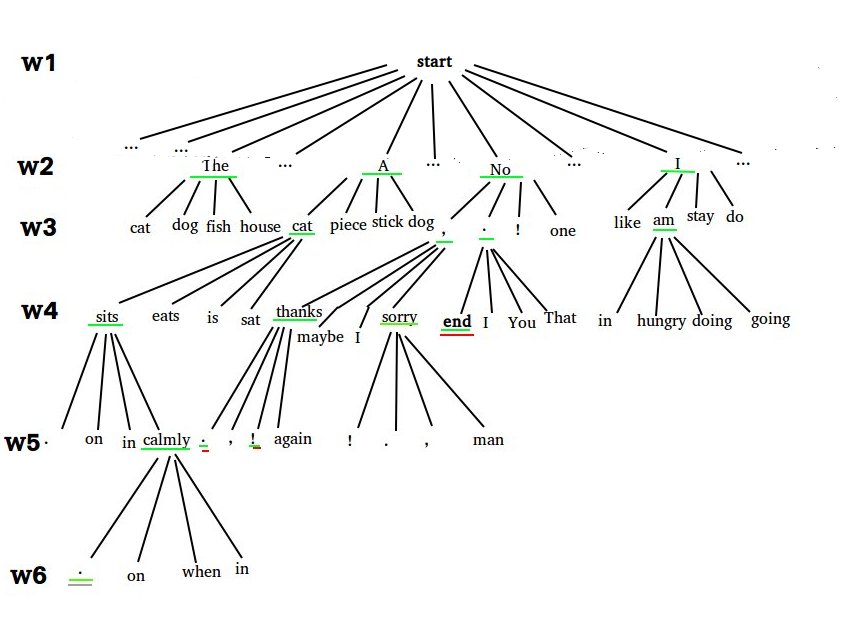 w1 start
... ... ... ... ... ...
w2 The A No I
w3 cat dog fish house cat piece stick dog , . ! one like am stay do
w4 sits eats is sat thanks maybe I sorry end I You That in hungry doing going
w5 . on in calmly . , ! again ! . , man
w6 . on when in